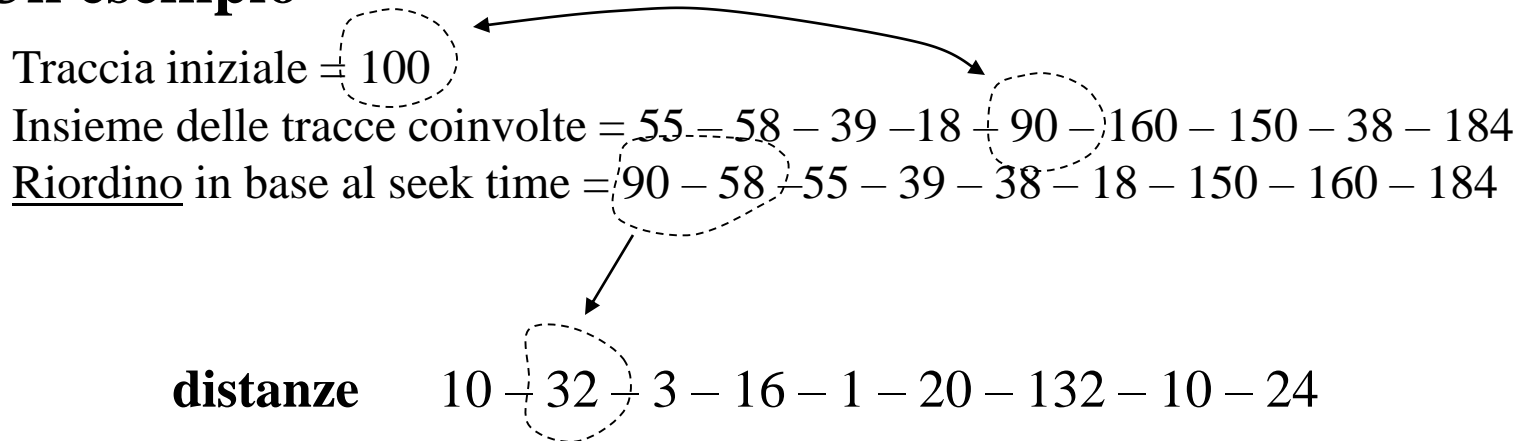 esempio
Traccia iniziale = 100
Insieme delle tracce coinvolte = 55 – 58 – 39 –18 – 90 – 160 – 150 – 38 – 184
Riordino in base al seek time = 90 – 58 –55 – 39 – 38 – 18 – 150 – 160 – 184
distanze 10 – 32 – 3 – 16 – 1 – 20 – 132 – 10 – 24